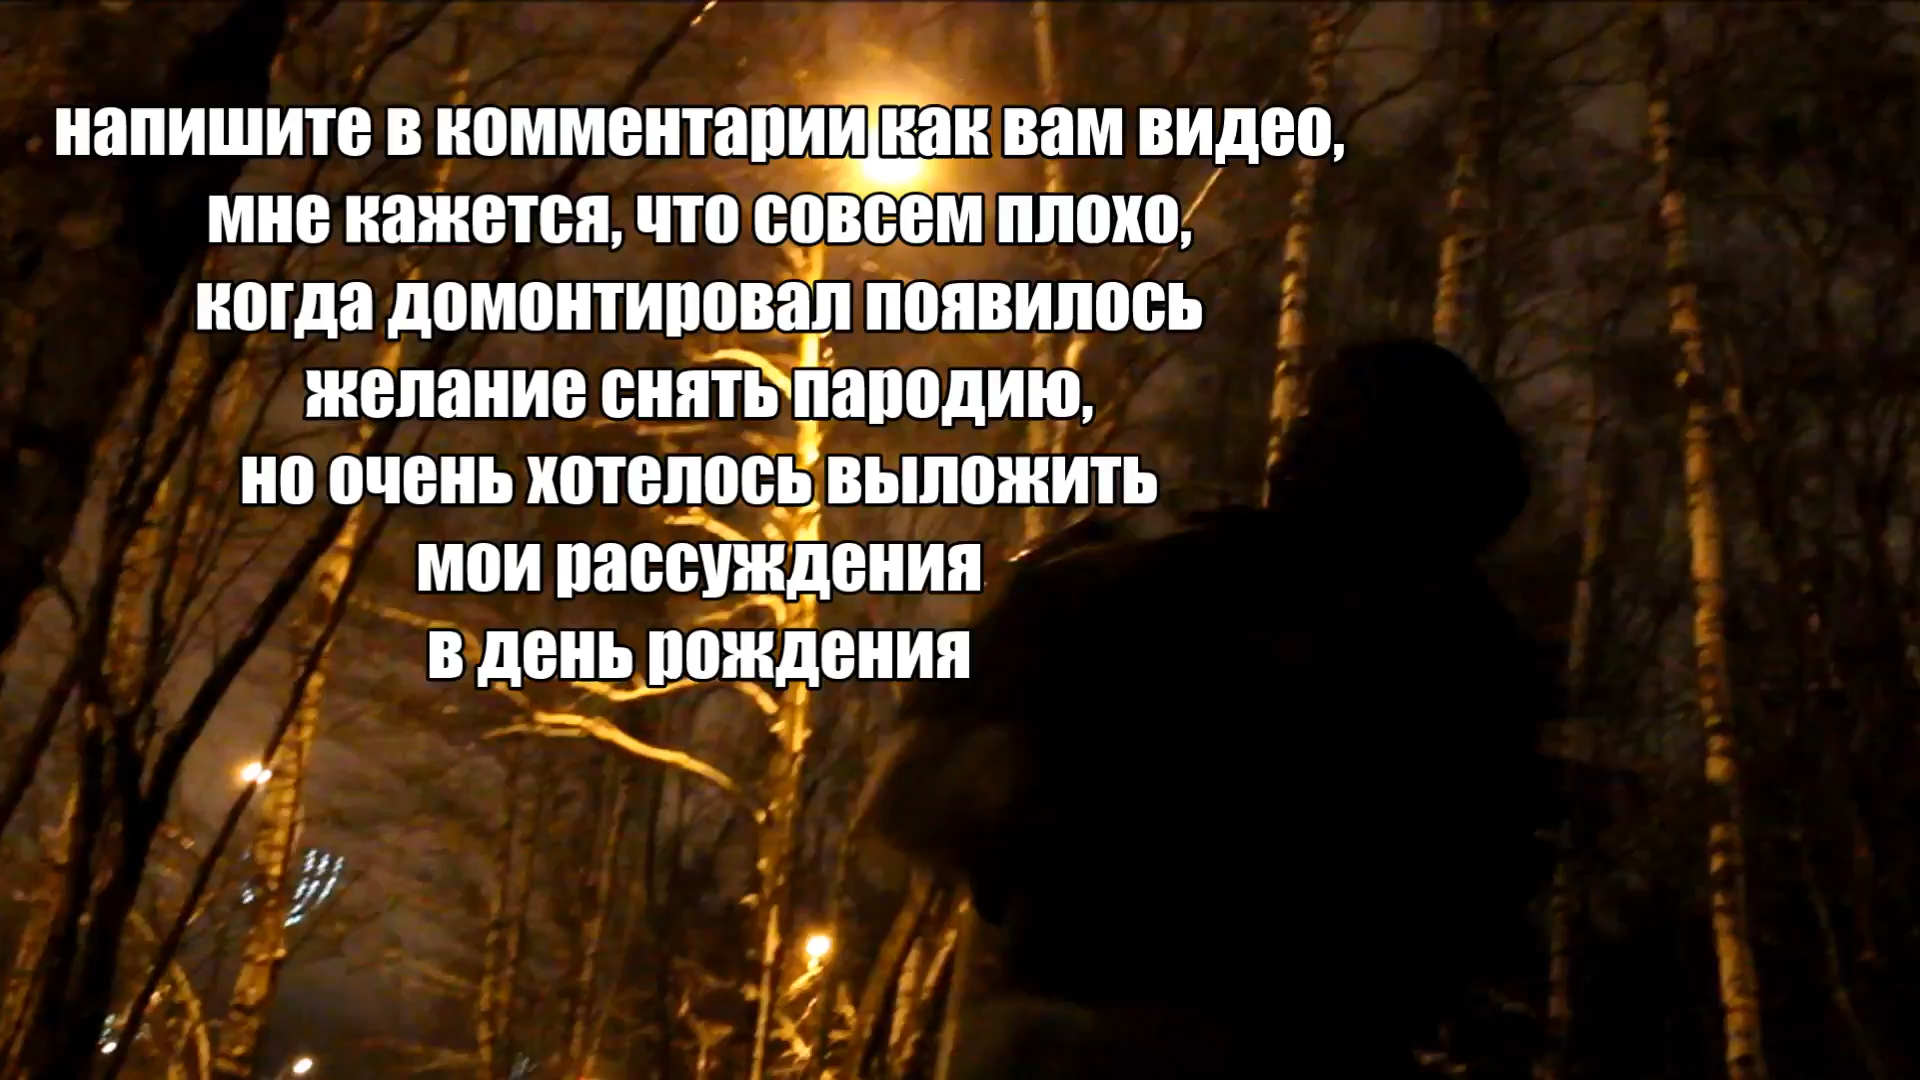 напишите в комментарии как вам видео,
мне кажется, что совсем плохо,
когда домонтировал появилось
желание снять пародию,
но очень хотелось выложить
мои рассуждения
в день рождения